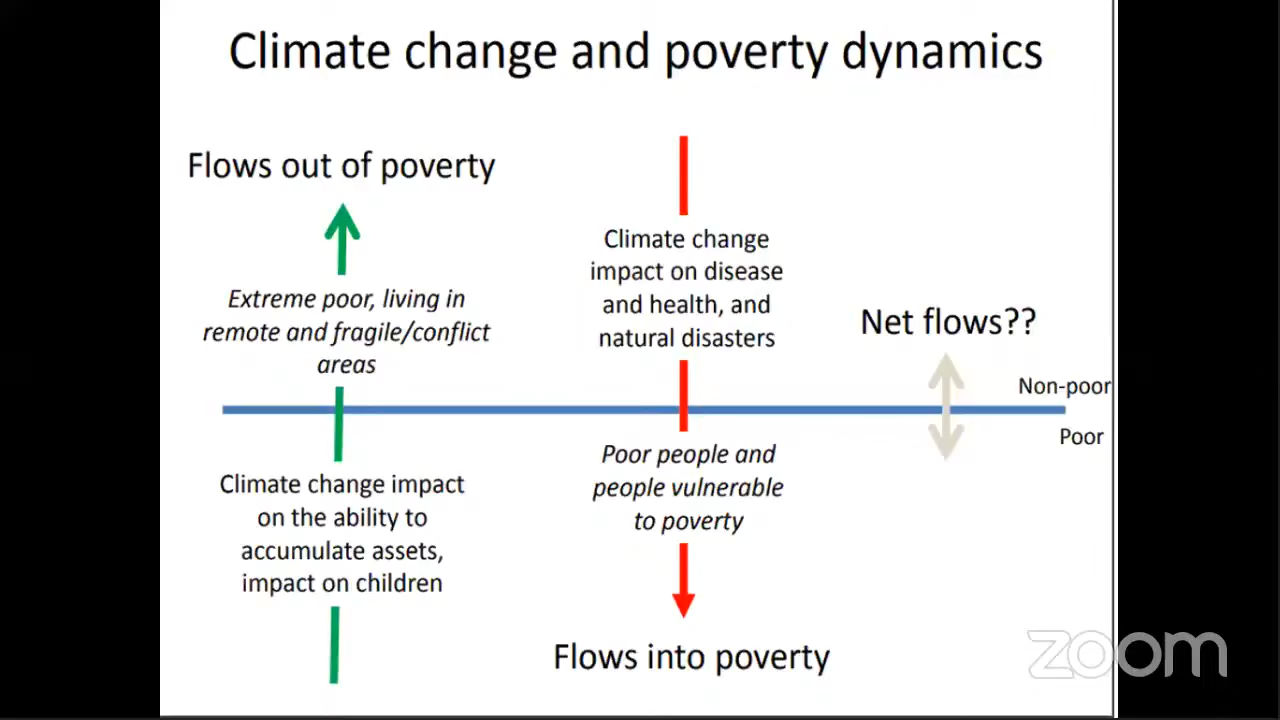 Climate change and poverty dynamics
Flows out of poverty
Extreme poor, living in
remote and fragile/conflict
areas
Climate change impact
on the ability to
accumulate assets,
impact on children
Climate change
impact on disease
and health, and
natural disasters
Poor people and
people vulnerable
to poverty
Flows into poverty
Net flows??
Non-poor
Poor
zoom